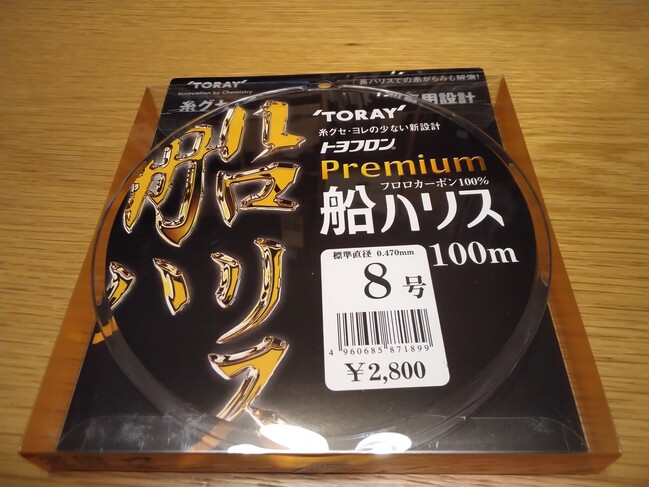 'TORAY'
Innovation by Chemistry
長ハリスでの糸がらみも解消!
糸グセ
専用設計
'TORAY'
糸グセ・ヨレの少ない新設計
トヨフロン
Premium
フロロカーボン100%
船ハリス
100m
標準直径 0.470mm
8号
4 960685 871899
¥2,800
船ハリス